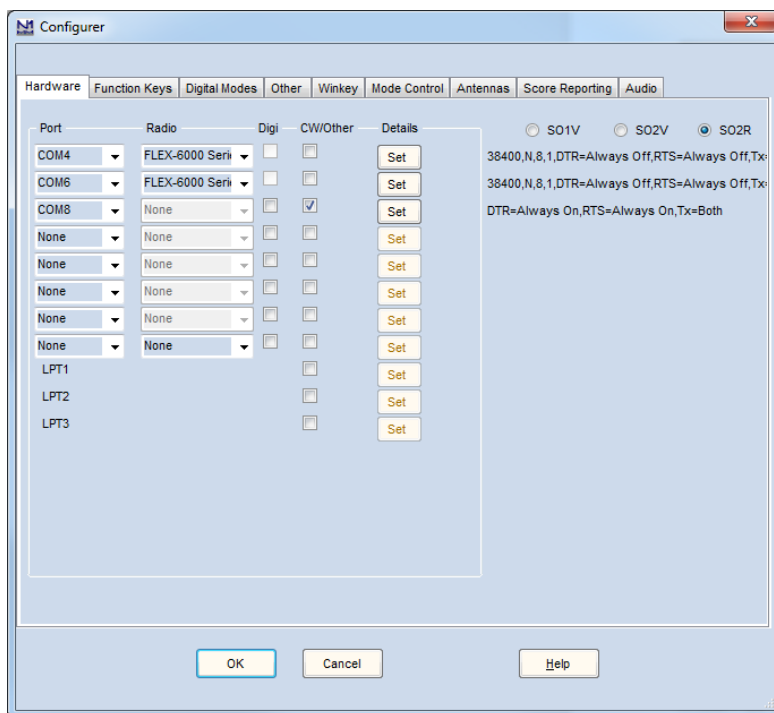 N1
Configurer
Hardware Function Keys Digital Modes Other Winkey Mode Control Antennas Score Reporting Audio
Port Radio Digi CW/Other Details SO1V SO2V SO2R
COM4 FLEX-6000 Seri Set 38400,N,8,1,DTR=Always Off,RTS=Always Off,Tx=
COM6 FLEX-6000 Seri Set 38400,N,8,1,DTR=Always Off,RTS=Always Off,Tx=
COM8 None Set DTR=Always On,RTS=Always On,Tx=Both
None None Set
None None Set
None None Set
None None Set
None None Set
LPT1 Set
LPT2 Set
LPT3 Set
OK Cancel Help